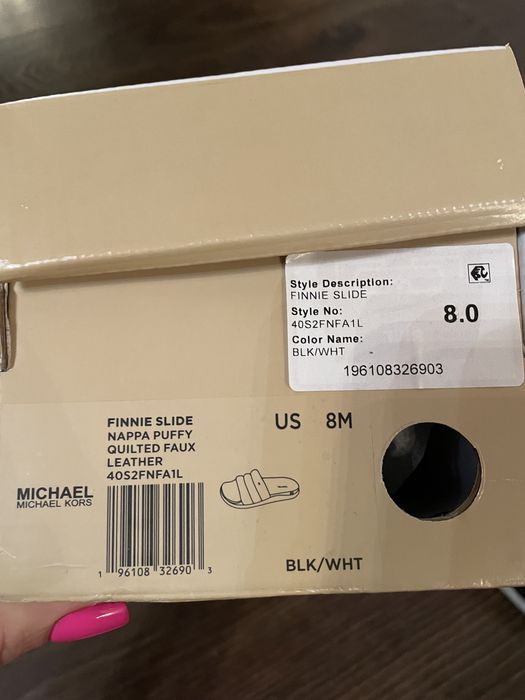 Style Description:
FINNIE SLIDE
Style No:
40S2FNFA1L
8.0
Color Name:
BLK/WHT
196108326903
FINNIE SLIDE
NAPPA PUFFY
QUILTED FAUX
LEATHER
40S2FNFA1L
US 8M
MICHAEL
MICHAEL KORS
1 96108 32690 3
BLK/WHT